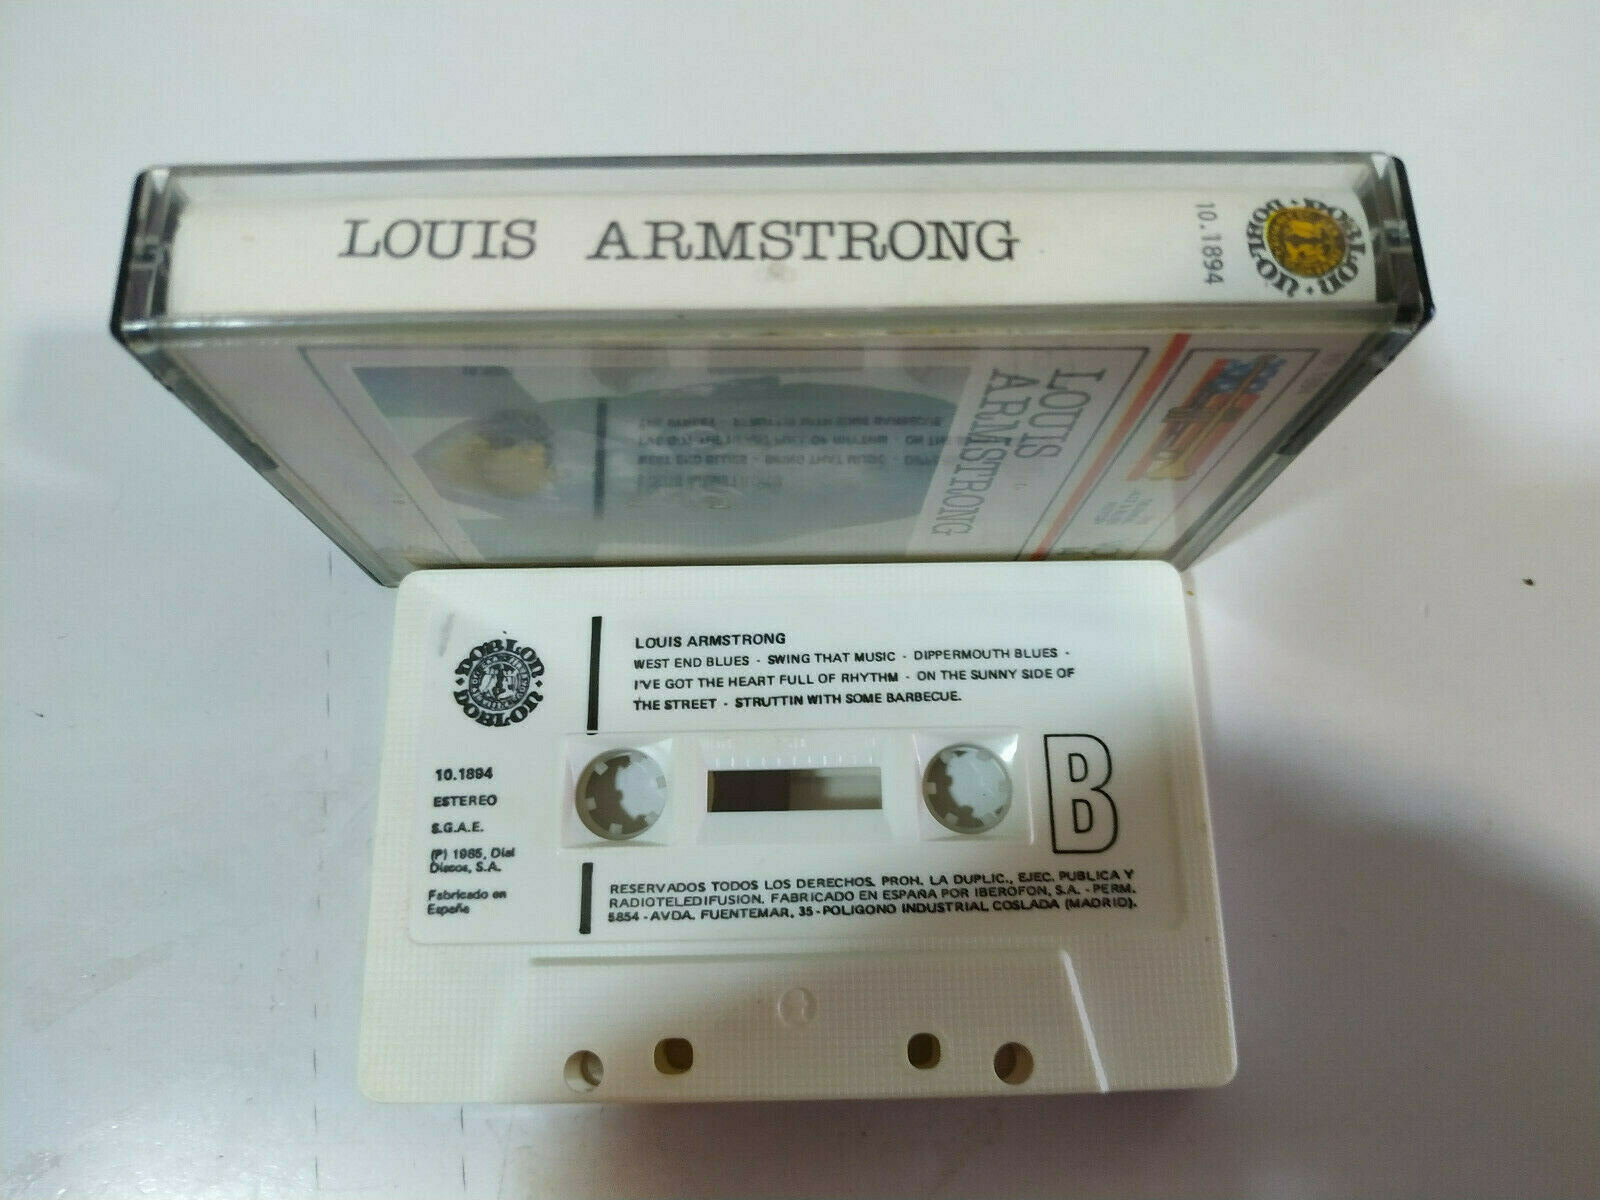 LOUIS ARMSTRONG
10.1894
DOBLON · DOBLON
LOUIS
ARMSTRONG
DOBLON · DOBLON
LOUIS ARMSTRONG
WEST END BLUES - SWING THAT MUSIC - DIPPERMOUTH BLUES -
I'VE GOT THE HEART FULL OF RHYTHM - ON THE SUNNY SIDE OF
THE STREET - STRUTTIN WITH SOME BARBECUE.
10.1894
ESTEREO
S.G.A.E.
(P) 1985, Dial
Discos, S.A.
Fabricado en
España
B
RESERVADOS TODOS LOS DERECHOS. PROH. LA DUPLIC., EJEC. PUBLICA Y
RADIOTELEDIFUSION. FABRICADO EN ESPAÑA POR IBEROFON, S.A. - PERM.
5854 - AVDA. FUENTEMAR, 35 - POLIGONO INDUSTRIAL COSLADA (MADRID).